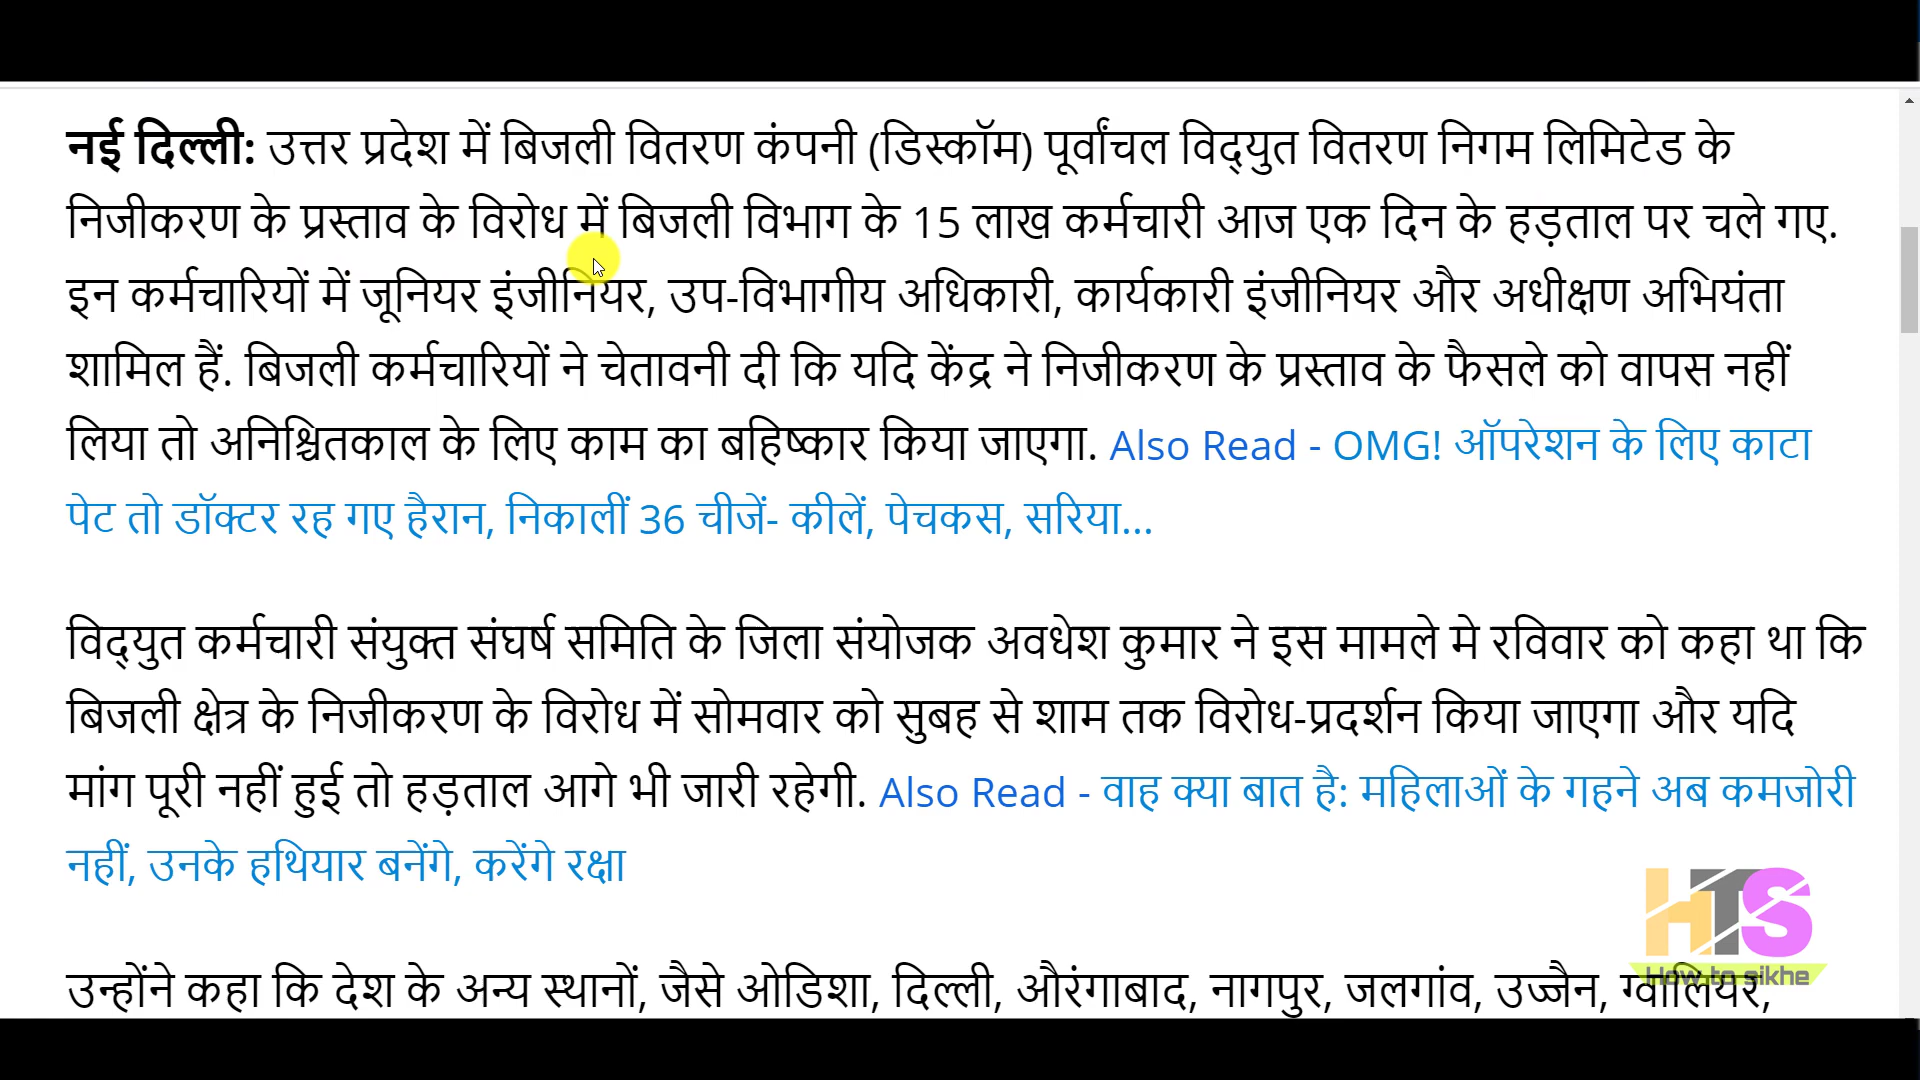 नई दिल्ली: उत्तर प्रदेश में बिजली वितरण कंपनी (डिस्कॉम) पूर्वांचल विद्युत वितरण निगम लिमिटेड के
निजीकरण के प्रस्ताव के विरोध में बिजली विभाग के 15 लाख कर्मचारी आज एक दिन के हड़ताल पर चले गए.
इन कर्मचारियों में जूनियर इंजीनियर, उप-विभागीय अधिकारी, कार्यकारी इंजीनियर और अधीक्षण अभियंता
शामिल हैं. बिजली कर्मचारियों ने चेतावनी दी कि यदि केंद्र ने निजीकरण के प्रस्ताव के फैसले को वापस नहीं
लिया तो अनिश्चितकाल के लिए काम का बहिष्कार किया जाएगा. Also Read - OMG! ऑपरेशन के लिए काटा
पेट तो डॉक्टर रह गए हैरान, निकालीं 36 चीजें- कीलें, पेचकस, सरिया...
विद्युत कर्मचारी संयुक्त संघर्ष समिति के जिला संयोजक अवधेश कुमार ने इस मामले मे रविवार को कहा था कि
बिजली क्षेत्र के निजीकरण के विरोध में सोमवार को सुबह से शाम तक विरोध-प्रदर्शन किया जाएगा और यदि
मांग पूरी नहीं हुई तो हड़ताल आगे भी जारी रहेगी. Also Read - वाह क्या बात है: महिलाओं के गहने अब कमजोरी
नहीं, उनके हथियार बनेंगे, करेंगे रक्षा
उन्होंने कहा कि देश के अन्य स्थानों, जैसे ओडिशा, दिल्ली, औरंगाबाद, नागपुर, जलगांव, उज्जैन, ग्वालियर,
HTS
How to sikhe